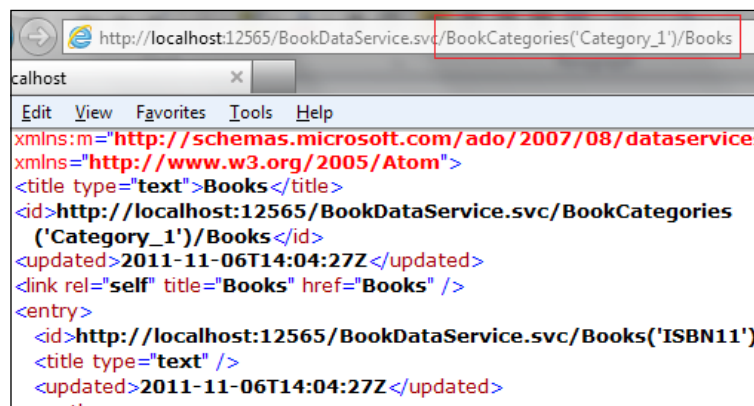 http://localhost:12565/BookDataService.svc/BookCategories('Category_1')/Books
calhost
Edit View Favorites Tools Help
xmlns:m="http://schemas.microsoft.com/ado/2007/08/dataservice
xmlns="http://www.w3.org/2005/Atom">
<title type="text">Books</title>
<id>http://localhost:12565/BookDataService.svc/BookCategories
('Category_1')/Books</id>
<updated>2011-11-06T14:04:27Z</updated>
<link rel="self" title="Books" href="Books" />
<entry>
<id>http://localhost:12565/BookDataService.svc/Books('ISBN11')
<title type="text" />
<updated>2011-11-06T14:04:27Z</updated>